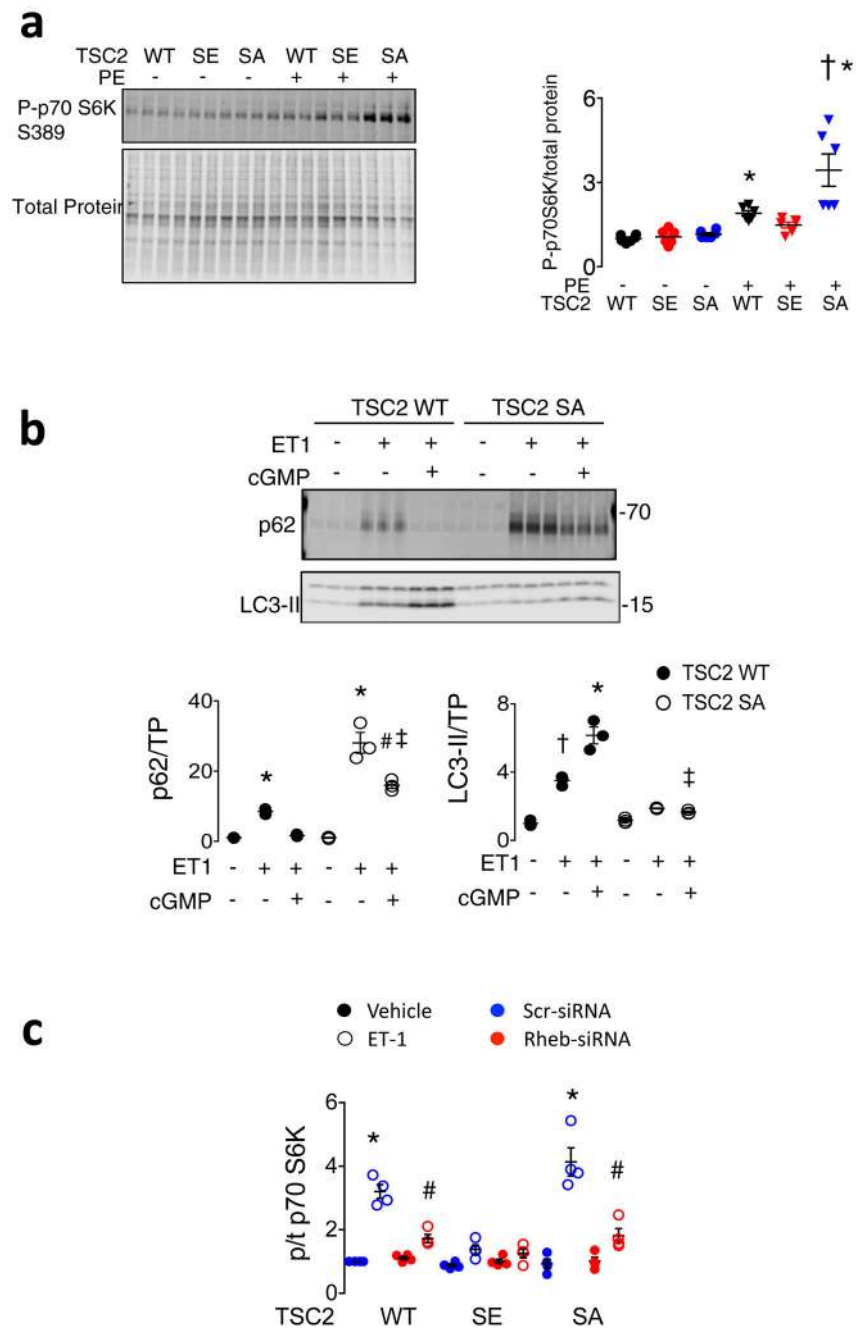 a
TSC2 WT SE SA WT SE SA
PE - - - + + +
P-p70 S6K
S389
Total Protein
P-p70S6K/total protein
6
3
0
*
† *
PE - - - + + +
TSC2 WT SE SA WT SE SA
b
TSC2 WT TSC2 SA
ET1 - + + - + +
cGMP - - + - - +
p62
-70
LC3-II
-15
TSC2 WT
TSC2 SA
p62/TP
40
20
0
*
*
#‡
ET1 - + + - + +
cGMP - - + - - +
LC3-II/TP
8
4
0
†
*
‡
ET1 - + + - + +
cGMP - - + - - +
c
Vehicle Scr-siRNA
ET-1 Rheb-siRNA
p/t p70 S6K
6
4
2
0
*
#
*
#
TSC2 WT SE SA